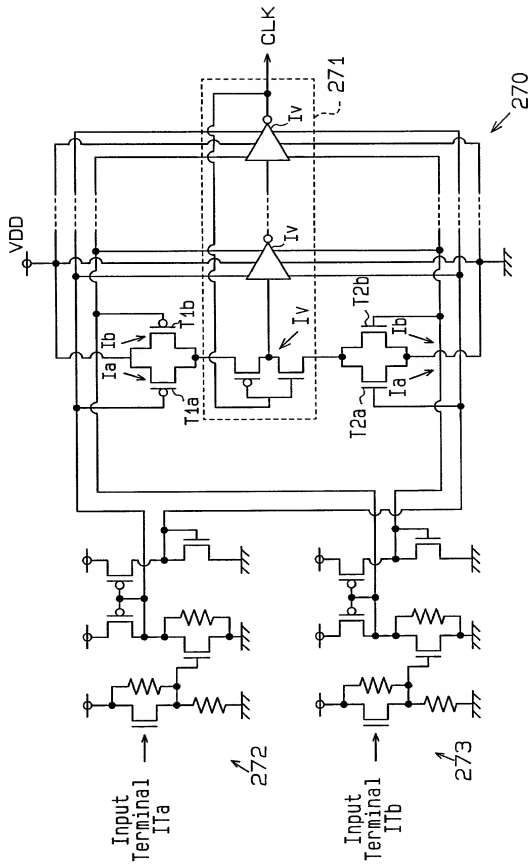 VDD
T1a
Ia
Ib
T1b
Iv
Iv
Iv
CLK
271
270
T2a
Ia
Ib
T2b
Input
Terminal
ITa
272
Input
Terminal
ITb
273